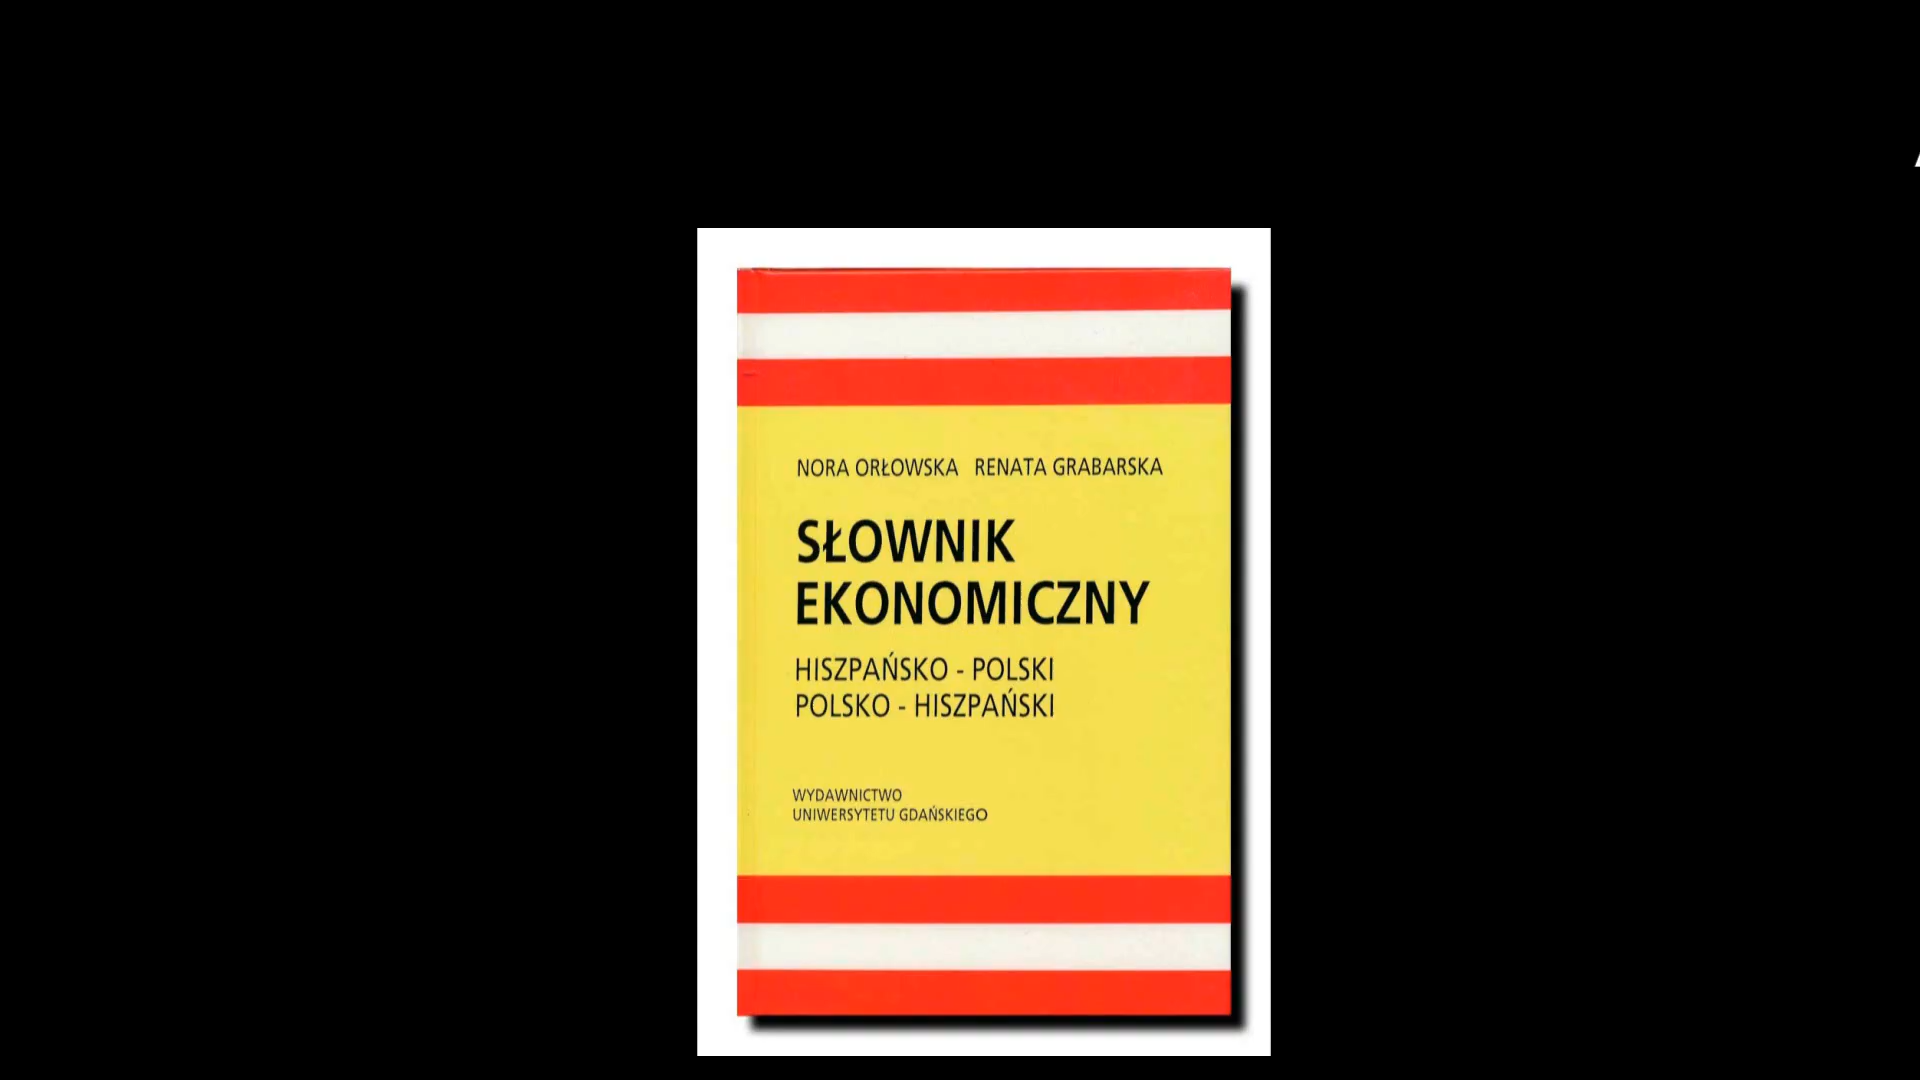 NORA ORŁOWSKA RENATA GRABARSKA
SŁOWNIK
EKONOMICZNY
HISZPAŃSKO - POLSKI
POLSKO - HISZPAŃSKI
WYDAWNICTWO
UNIWERSYTETU GDAŃSKIEGO